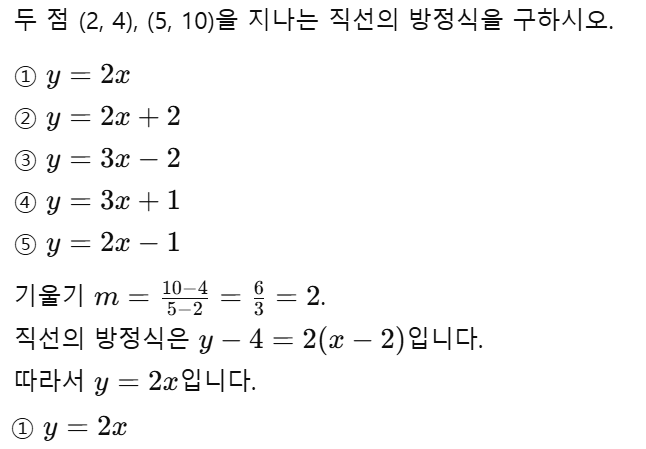 두 점 (2, 4), (5, 10)을 지나는 직선의 방정식을 구하시오.
① y = 2x
② y = 2x + 2
③ y = 3x − 2
④ y = 3x + 1
⑤ y = 2x − 1
기울기 m = \frac{10−4}{5−2} = \frac{6}{3} = 2.
직선의 방정식은 y − 4 = 2(x − 2)입니다.
따라서 y = 2x입니다.
① y = 2x